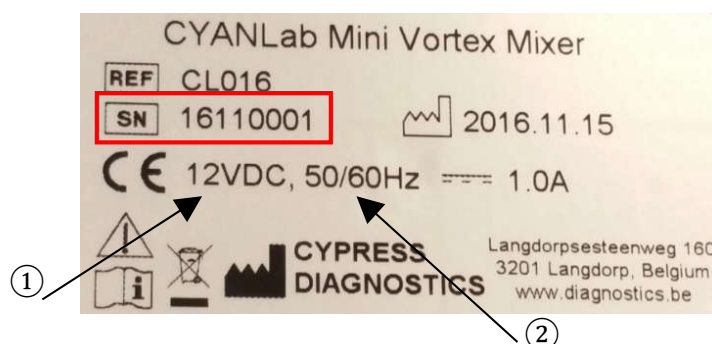 CYANLab Mini Vortex Mixer
REF CL016
SN 16110001 2016.11.15
CE 12VDC, 50/60Hz 1.0A
CYPRESS
DIAGNOSTICS
Langdorpsesteenweg 160
3201 Langdorp, Belgium
www.diagnostics.be
①
②